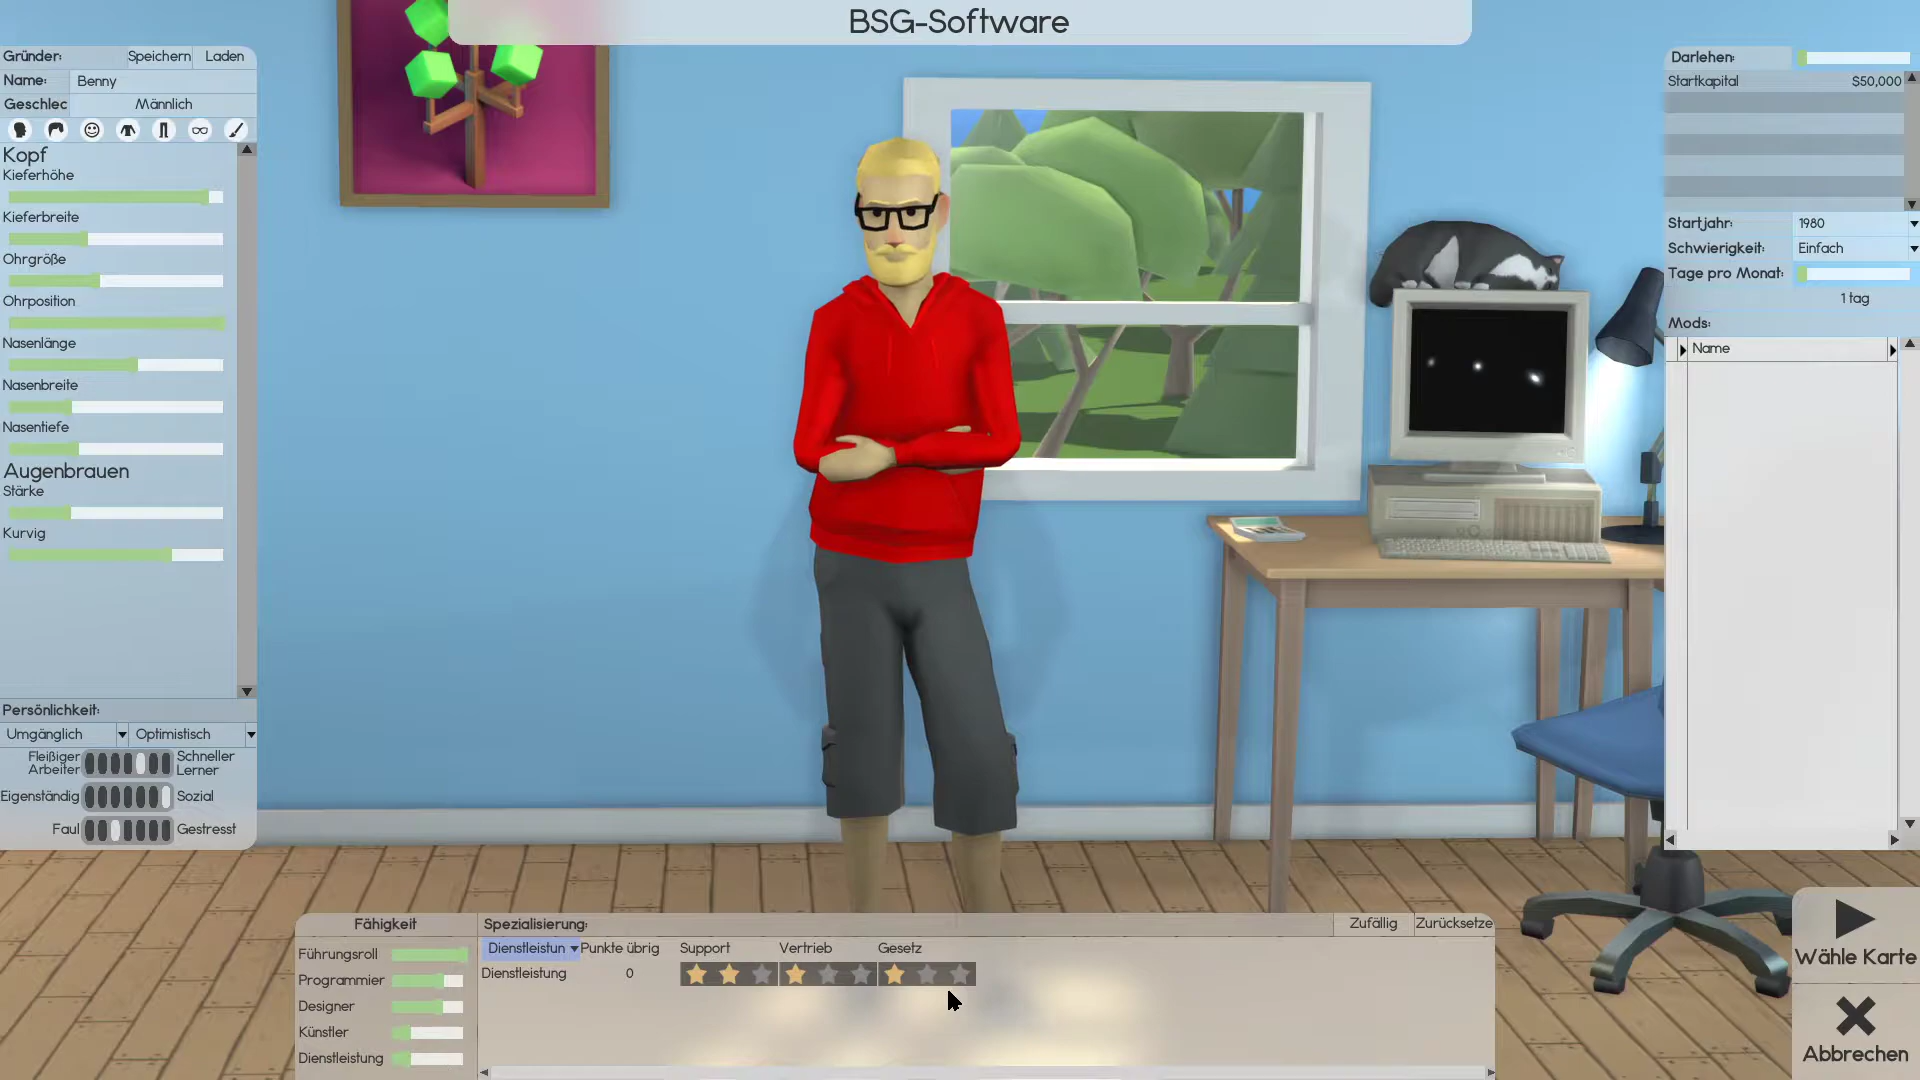 BSG-Software
Gründer:
Speichern
Laden
Name:
Benny
Geschlec
Männlich
Kopf
Kieferhöhe
Kieferbreite
Ohrgröße
Ohrposition
Nasenlänge
Nasenbreite
Nasentiefe
Augenbrauen
Stärke
Kurvig
Persönlichkeit:
Umgänglich
Optimistisch
Fleißiger
Arbeiter
Schneller
Lerner
Eigenständig
Sozial
Faul
Gestresst
Darlehen:
Startkapital
$50,000
Startjahr:
1980
Schwierigkeit:
Einfach
Tage pro Monat:
1 tag
Mods:
Name
Fähigkeit
Führungsroll
Programmier
Designer
Künstler
Dienstleistung
Spezialisierung:
Zufällig
Zurücksetze
Dienstleistun
Punkte übrig
Support
Vertrieb
Gesetz
Dienstleistung
0
Wähle Karte
Abbrechen